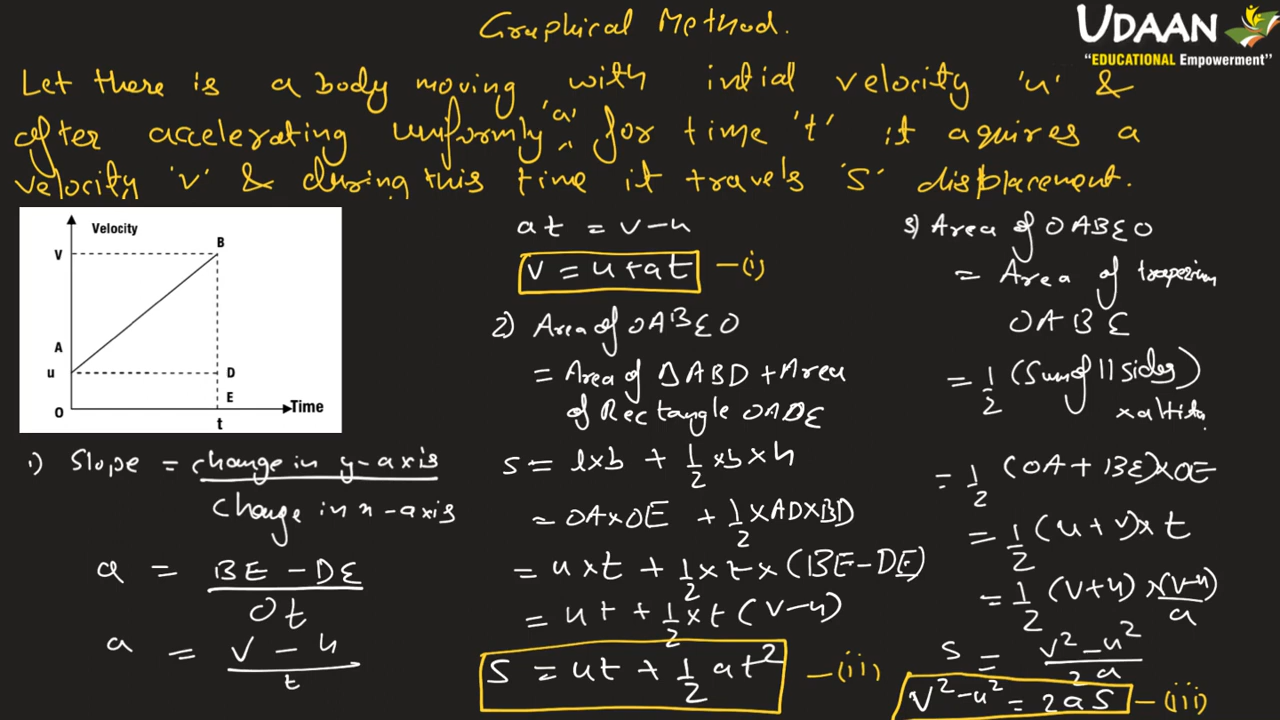 Graphical Method.
UDAAN
"EDUCATIONAL Empowerment"
Let there is a body moving with intial velocity 'u' &
after accelerating uniformly 'a' for time 't' it aquires a
velocity 'v' & during this time it travels 'S' displacement.
Velocity
B
V
A
u
D
E
O
Time
t
1) Slope = change in y-axis
Change in x-axis
a = BE - DE
Ot
a = v - u
t
at = v-u
v = u+at -(i)
2) Area of OABEO
= Area of ΔABD + Area
of Rectangle OADE
S = l×b + 1/2 ×b×h
= OA×OE + 1/2 ×AD×BD
= u×t + 1/2 × t × (BE-DE)
= ut + 1/2 × t (v-u)
S = ut + 1/2 at² -(ii)
3) Area of OABEO
= Area of trapezium
OABE
= 1/2 (Sum of 11 sides)
×
= 1/2 (OA + BE)×OE
= 1/2 (u + v)× t
= 1/2 (v+u) × (v-u)/a
S = v² - u²
2a
v² - u² = 2aS -(iii)